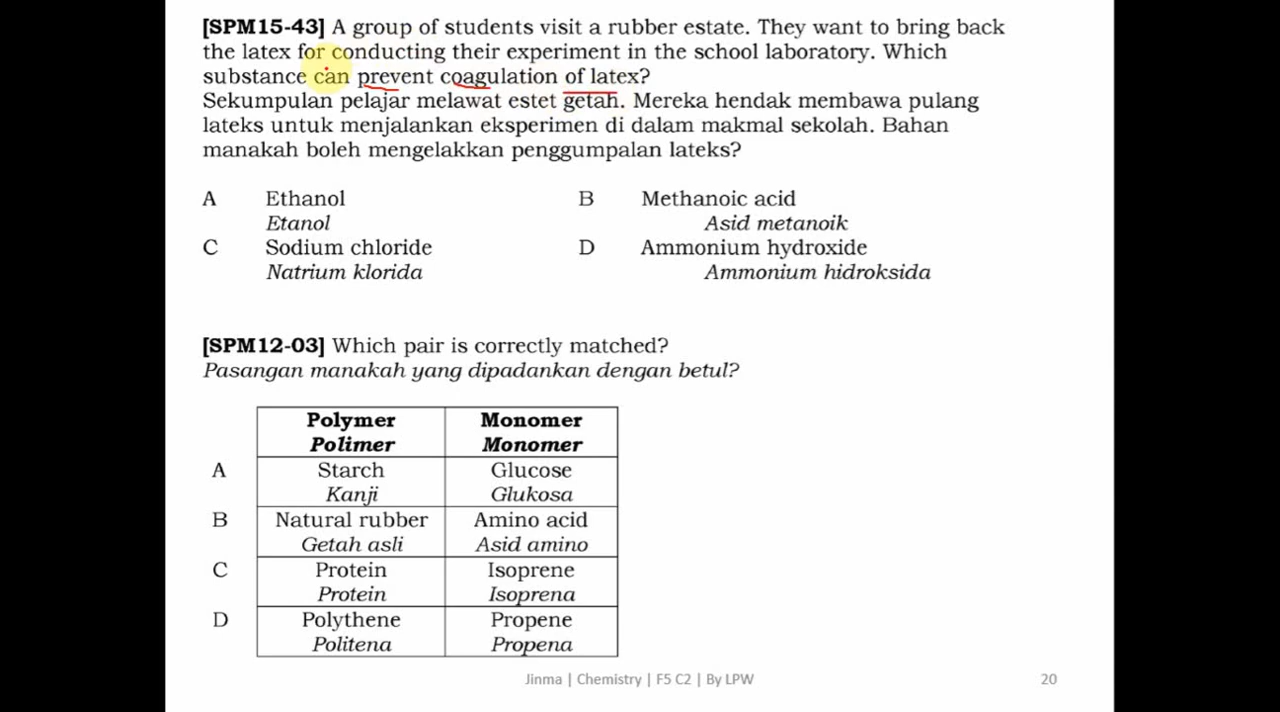 [SPM15-43] A group of students visit a rubber estate. They want to bring back
the latex for conducting their experiment in the school laboratory. Which
substance can prevent coagulation of latex?
Sekumpulan pelajar melawat estet getah. Mereka hendak membawa pulang
lateks untuk menjalankan eksperimen di dalam makmal sekolah. Bahan
manakah boleh mengelakkan penggumpalan lateks?
A Ethanol B Methanoic acid
Etanol Asid metanoik
C Sodium chloride D Ammonium hydroxide
Natrium klorida Ammonium hidroksida
[SPM12-03] Which pair is correctly matched?
Pasangan manakah yang dipadankan dengan betul?
Polymer Monomer
Polimer Monomer
A Starch Glucose
Kanji Glukosa
B Natural rubber Amino acid
Getah asli Asid amino
C Protein Isoprene
Protein Isoprena
D Polythene Propene
Politena Propena
Jinma | Chemistry | F5 C2 | By LPW 20